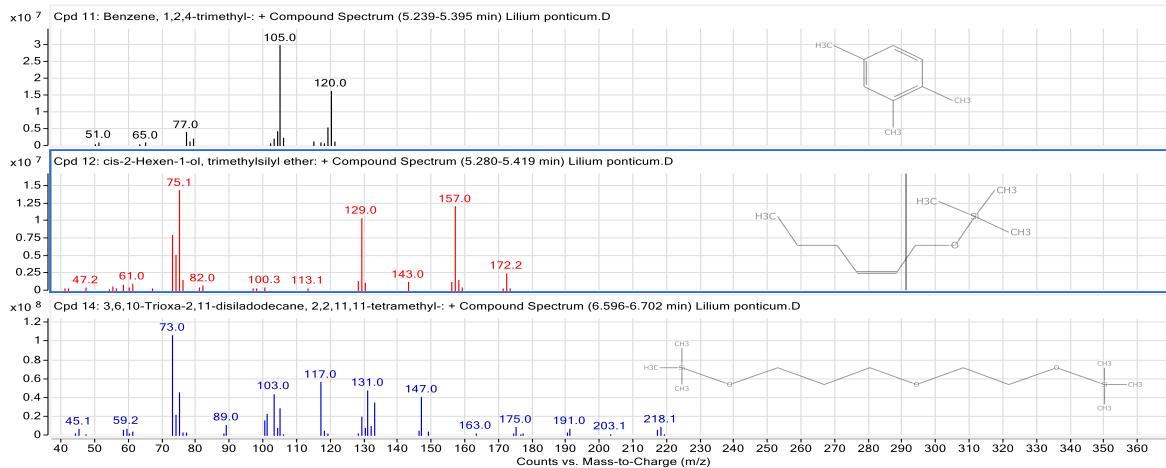 x10 7 Cpd 11: Benzene, 1,2,4-trimethyl-: + Compound Spectrum (5.239-5.395 min) Lilium ponticum.D
3
2.5
2
1.5
1
0.5
0
51.0 65.0 77.0 105.0 120.0
H3C
CH3
CH3
x10 7 Cpd 12: cis-2-Hexen-1-ol, trimethylsilyl ether: + Compound Spectrum (5.280-5.419 min) Lilium ponticum.D
1.5
1.25
1
0.75
0.5
0.25
0
47.2 61.0 75.1 82.0 100.3 113.1 129.0 143.0 157.0 172.2
H3C
H3C
CH3
Si
CH3
O
x10 8 Cpd 14: 3,6,10-Trioxa-2,11-disiladodecane, 2,2,11,11-tetramethyl-: + Compound Spectrum (6.596-6.702 min) Lilium ponticum.D
1.2
1
0.8
0.6
0.4
0.2
0
45.1 59.2 73.0 89.0 103.0 117.0 131.0 147.0 163.0 175.0 191.0 203.1 218.1
CH3
H3C Si
CH3
O
O
O
CH3
Si CH3
CH3
40 50 60 70 80 90 100 110 120 130 140 150 160 170 180 190 200 210 220 230 240 250 260 270 280 290 300 310 320 330 340 350 360
Counts vs. Mass-to-Charge (m/z)